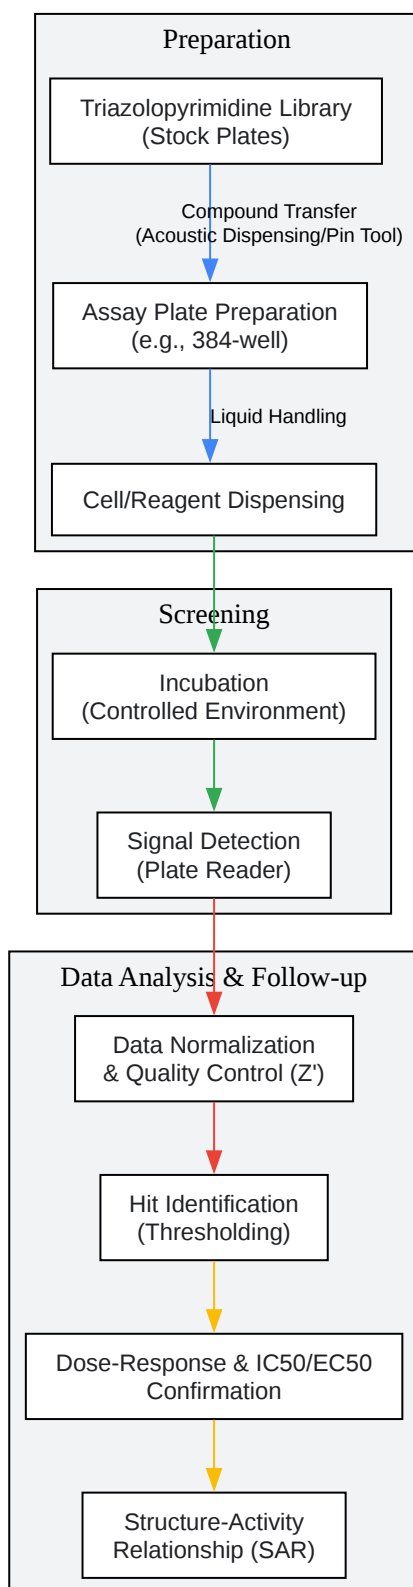 Preparation
Triazolopyrimidine Library
(Stock Plates)
Compound Transfer
(Acoustic Dispensing/Pin Tool)
Assay Plate Preparation
(e.g., 384-well)
Liquid Handling
Cell/Reagent Dispensing
Screening
Incubation
(Controlled Environment)
Signal Detection
(Plate Reader)
Data Analysis & Follow-up
Data Normalization
& Quality Control (Z')
Hit Identification
(Thresholding)
Dose-Response & IC50/EC50
Confirmation
Structure-Activity
Relationship (SAR)